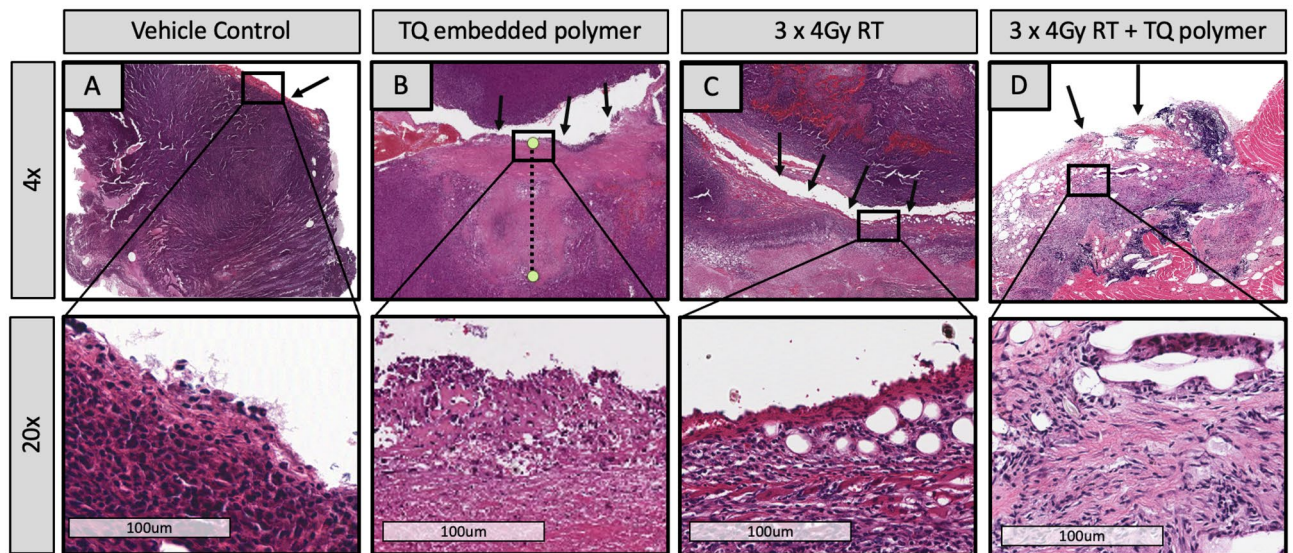 Vehicle Control
TQ embedded polymer
3 x 4Gy RT
3 x 4Gy RT + TQ polymer
4x
A
B
C
D
20x
100um
100um
100um
100um